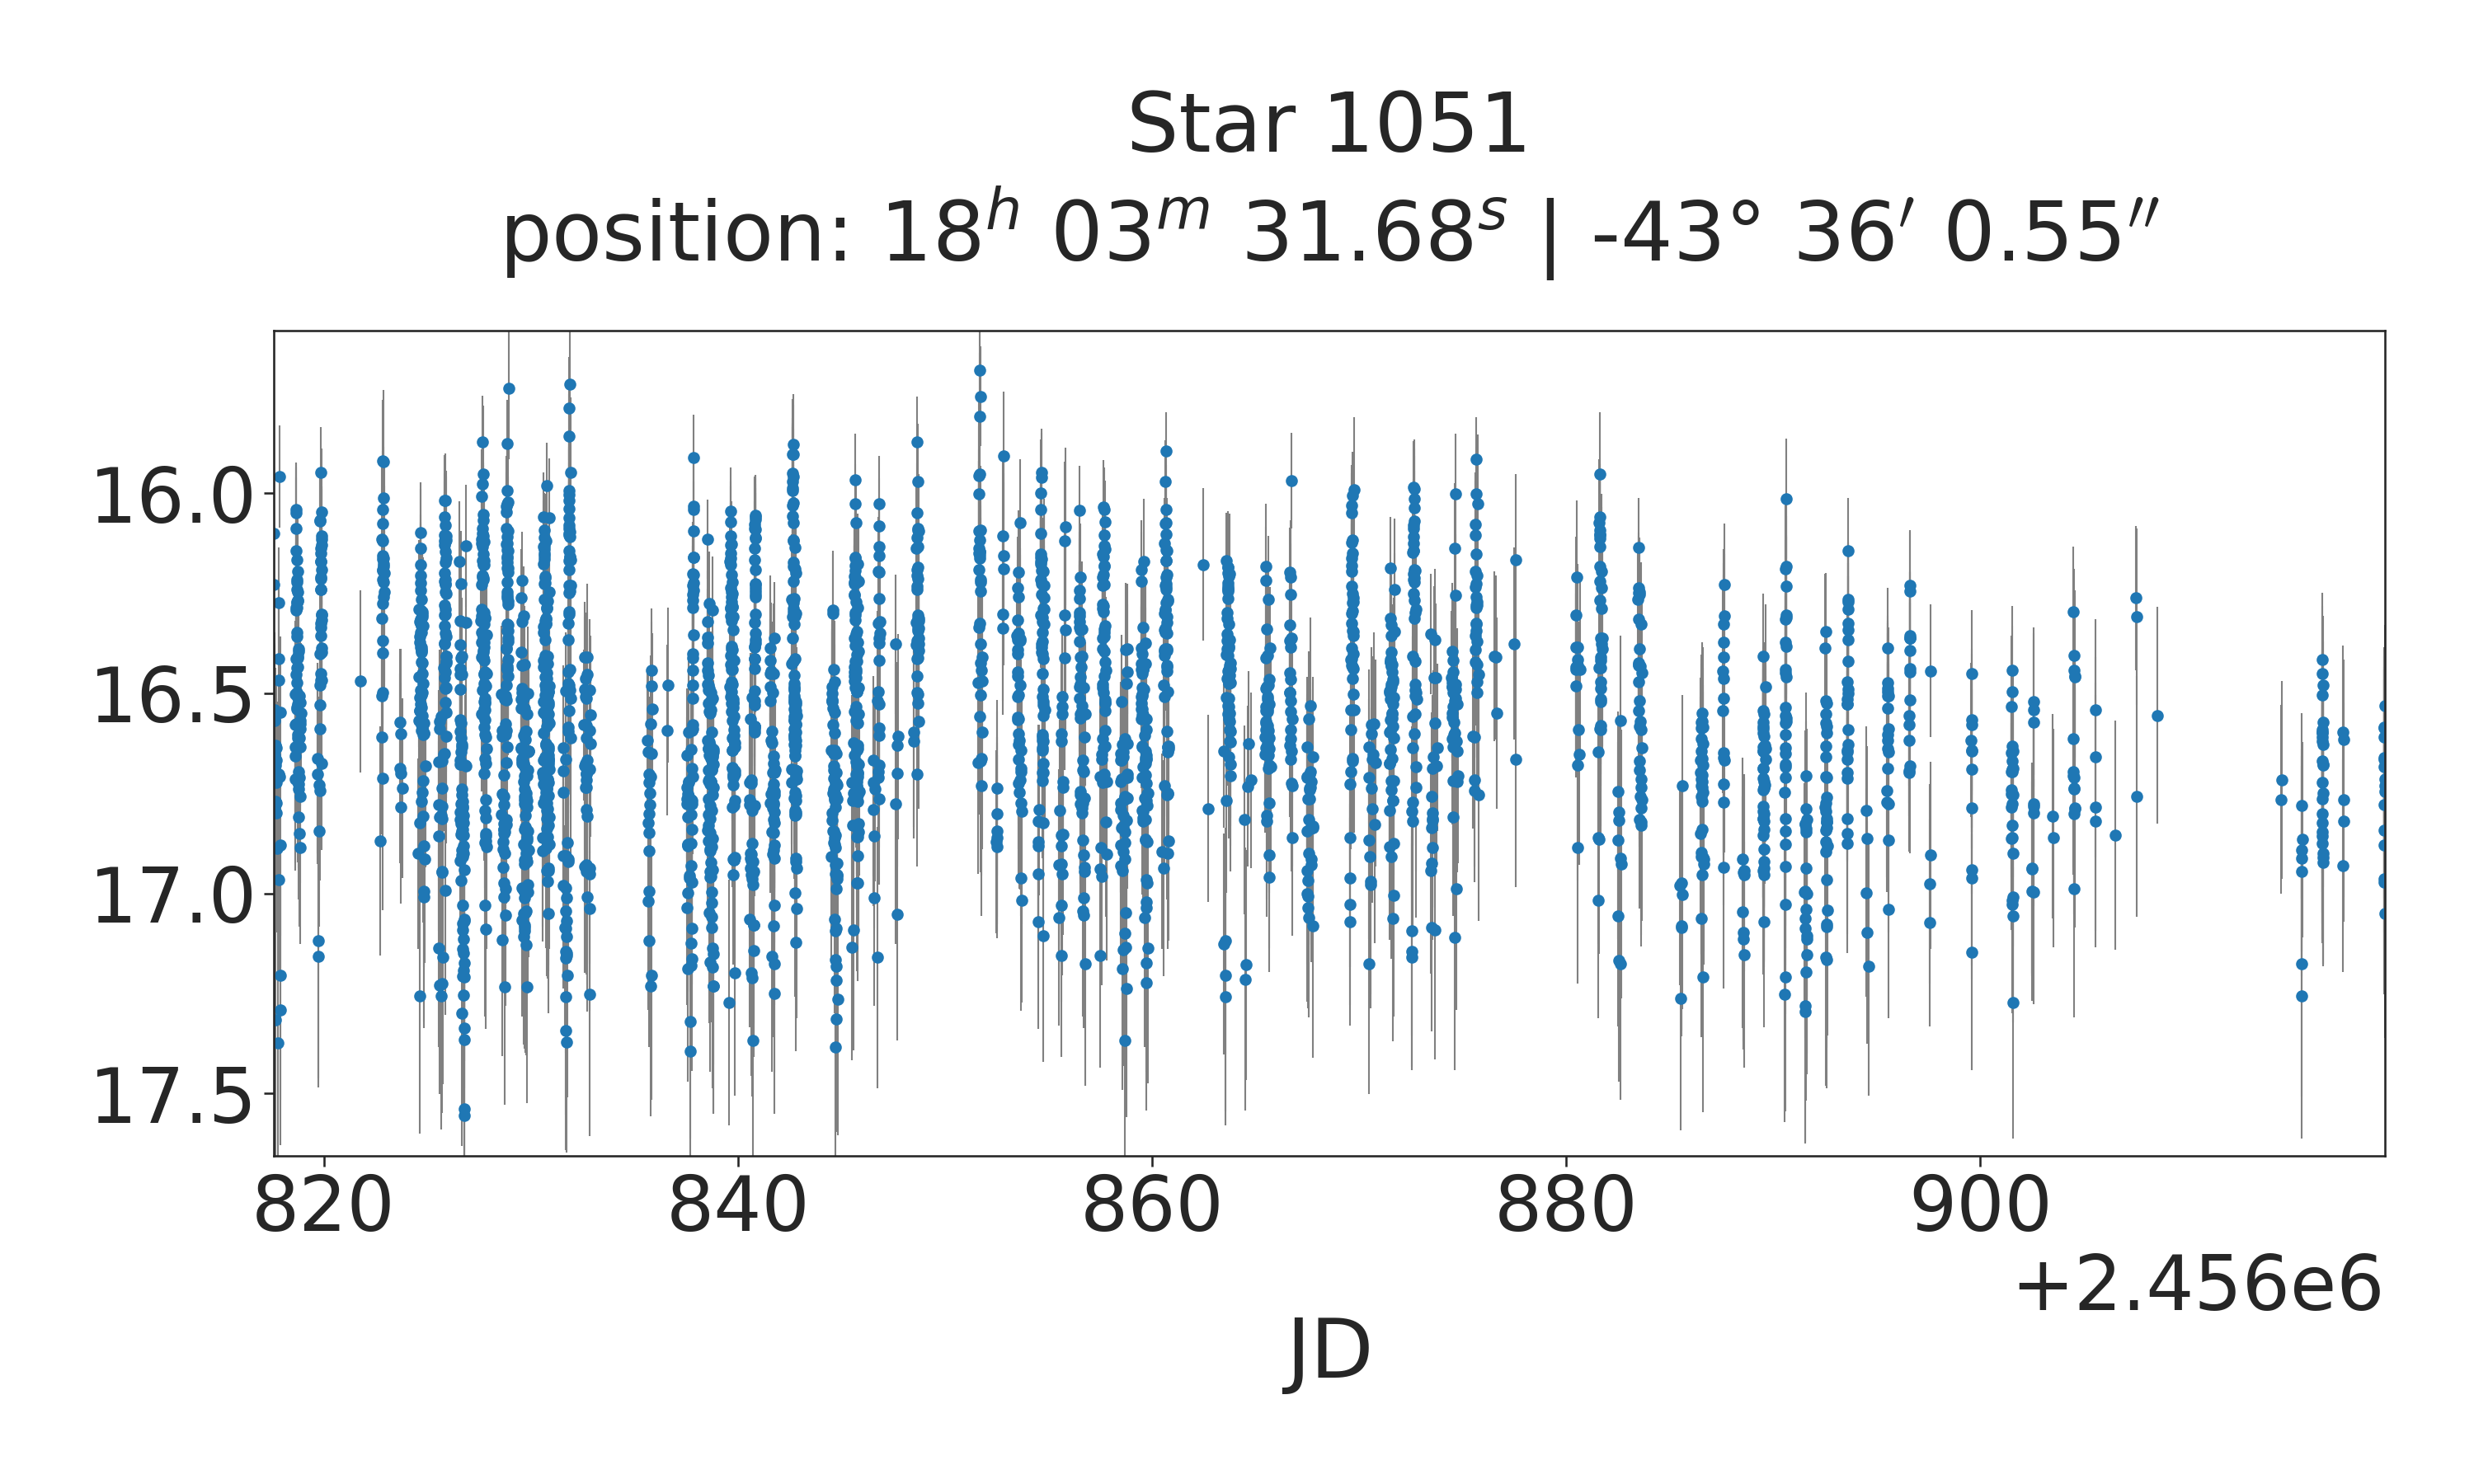 Star 1051
position: 18h 03m 31.68s | -43° 36′ 0.55′′
16.0
16.5
17.0
17.5
820 840 860 880 900
+2.456e6
JD